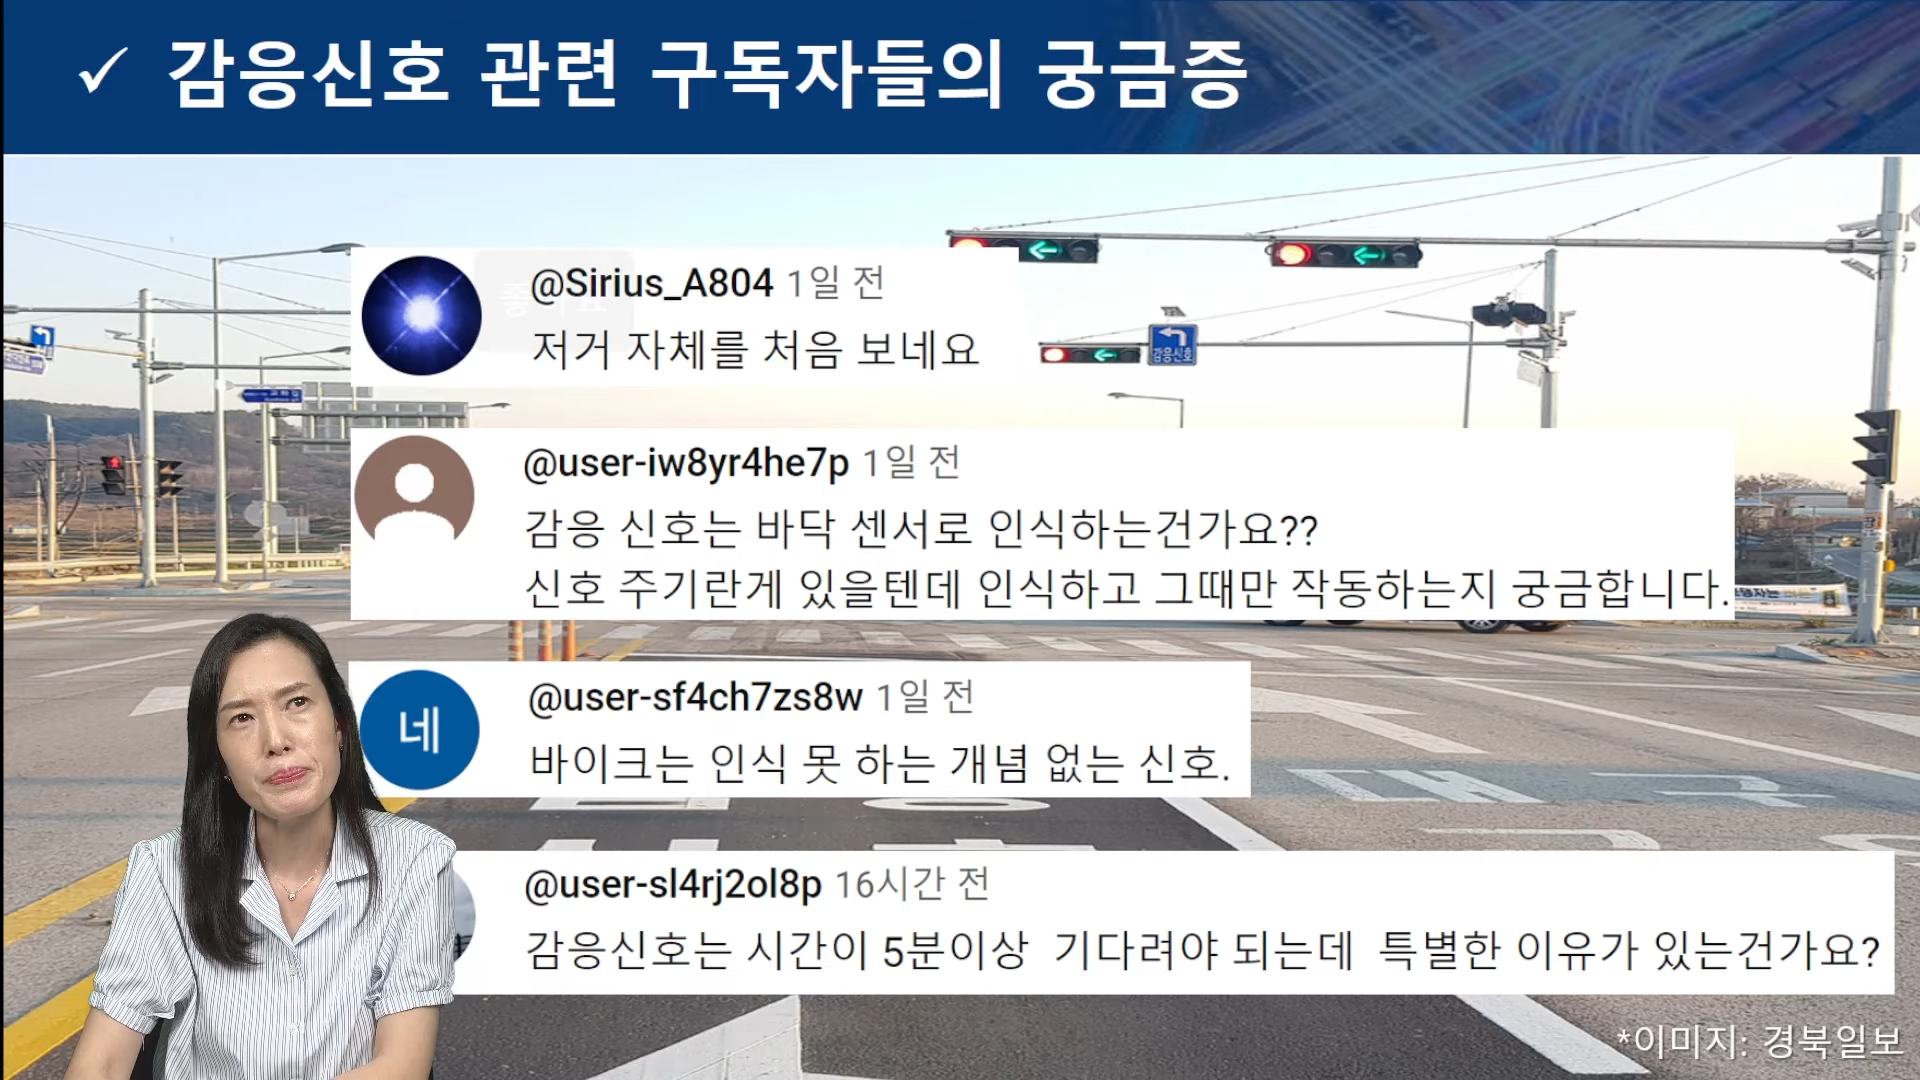 ✓ 감응신호 관련 구독자들의 궁금증
@Sirius_A804 1일 전
저거 자체를 처음 보네요
감응신호
@user-iw8yr4he7p 1일 전
감응 신호는 바닥 센서로 인식하는건가요??
신호 주기란게 있을텐데 인식하고 그때만 작동하는지 궁금합니다.
네
@user-sf4ch7zs8w 1일 전
바이크는 인식 못 하는 개념 없는 신호.
대구
@user-sl4rj2ol8p 16시간 전
감응신호는 시간이 5분이상 기다려야 되는데 특별한 이유가 있는건가요?
*이미지: 경북일보